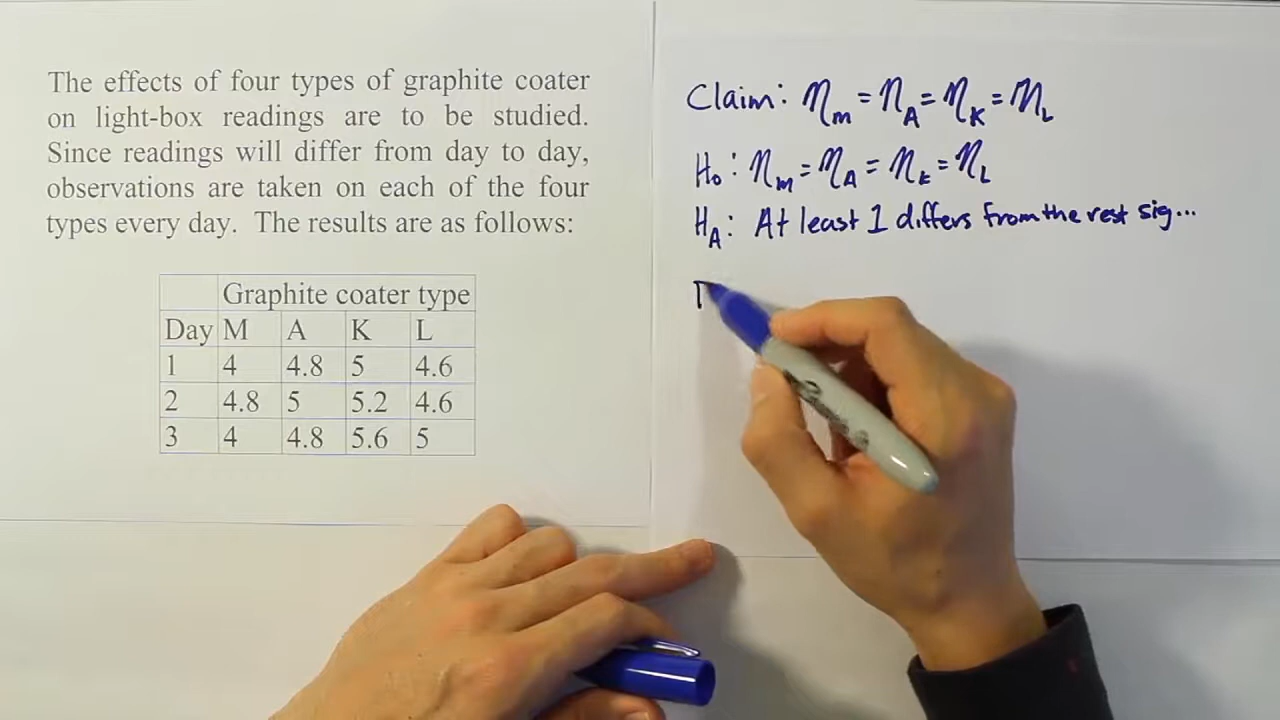 The effects of four types of graphite coater
on light-box readings are to be studied.
Since readings will differ from day to day,
observations are taken on each of the four
types every day. The results are as follows:
Graphite coater type
Day M A K L
1 4 4.8 5 4.6
2 4.8 5 5.2 4.6
3 4 4.8 5.6 5
Claim: ηm = ηA = ηK = ηL
H₀: ηm = ηA = ηK = ηL
HA: At least 1 differs from the rest sig...